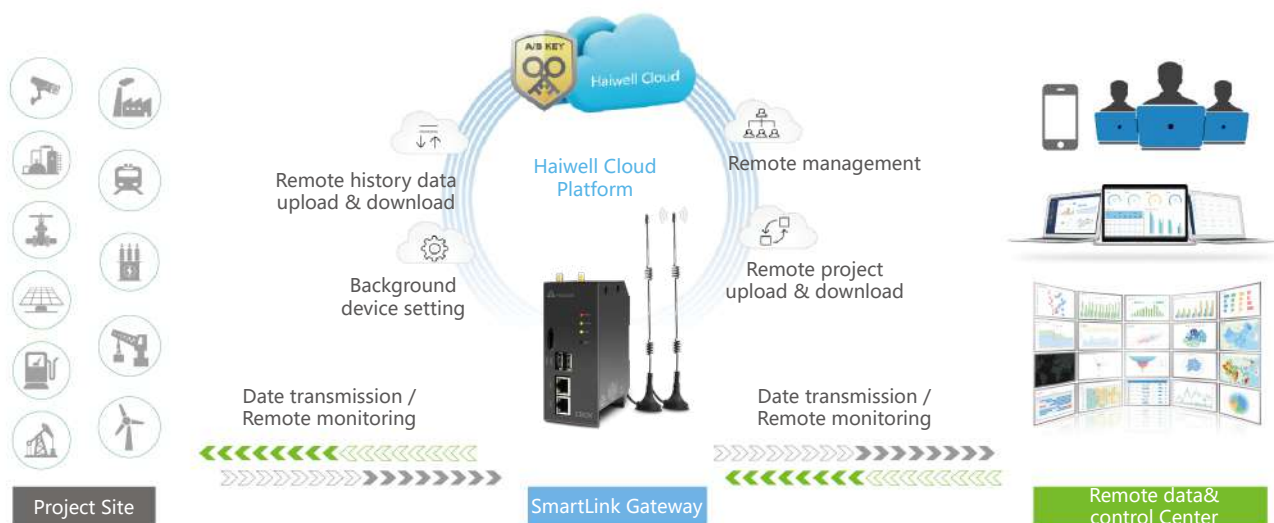 A/B KEY
Haiwell Cloud
Haiwell Cloud
Platform
Remote history data
upload & download
Remote management
Background
device setting
Remote project
upload & download
Date transmission /
Remote monitoring
Date transmission /
Remote monitoring
Project Site
SmartLink Gateway
Remote data&
control Center